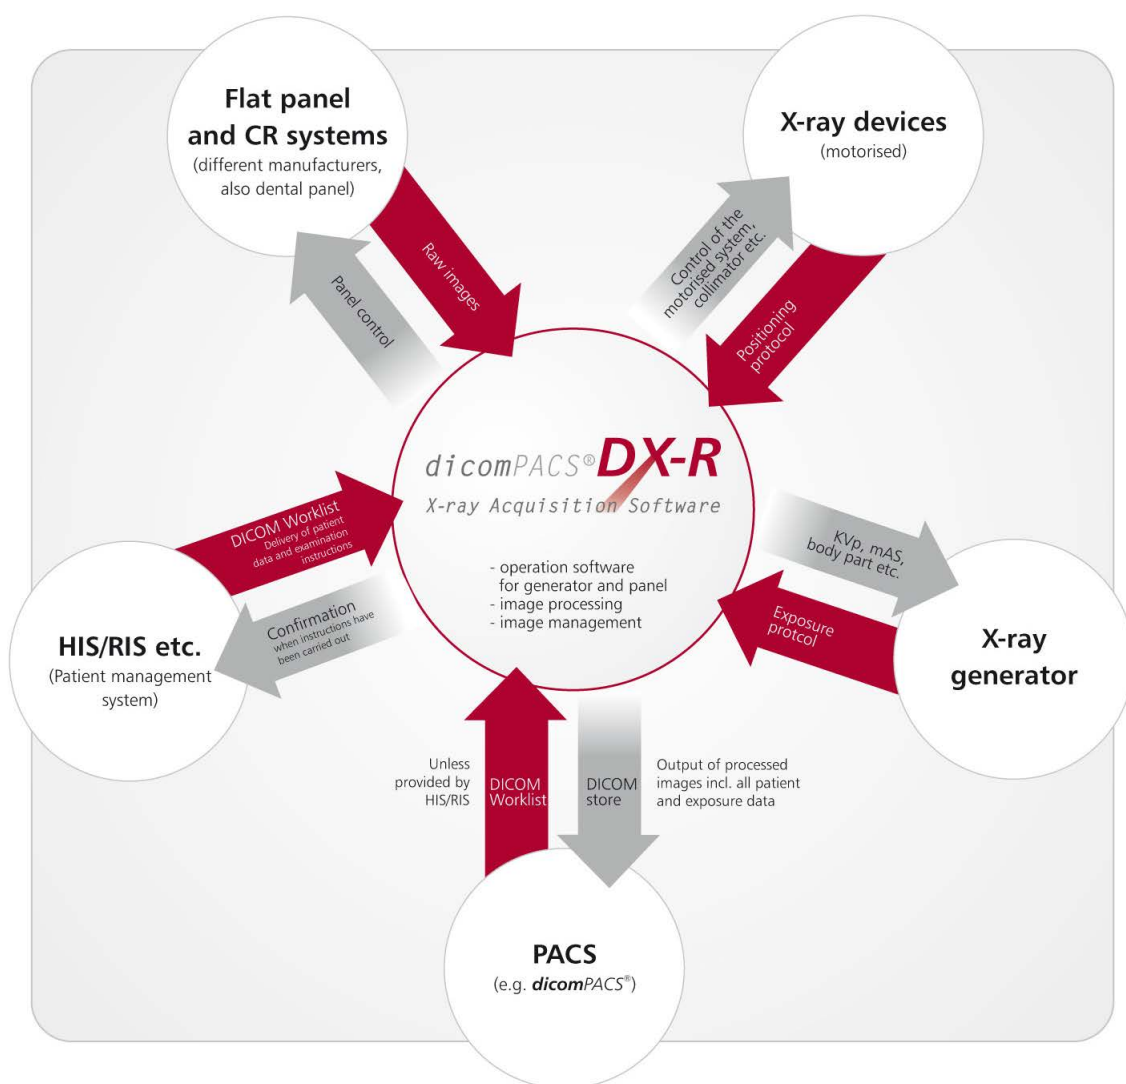 Flat panel
and CR systems
(different manufacturers,
also dental panel)
X-ray devices
(motorised)
Raw images
Panel control
Control of the
motorised system,
collimator etc.
Positioning
protocol
dicomPACS® DX-R
X-ray Acquisition Software
- operation software
for generator and panel
- image processing
- image management
DICOM Worklist
Delivery of patient
data and examination
instructions
Confirmation
when instructions have
been carried out
HIS/RIS etc.
(Patient management
system)
KVp, mAS,
body part etc.
Exposure
protcol
X-ray
generator
Unless
provided by
HIS/RIS
DICOM
Worklist
DICOM
store
Output of processed
images incl. all patient
and exposure data
PACS
(e.g. dicomPACS®)